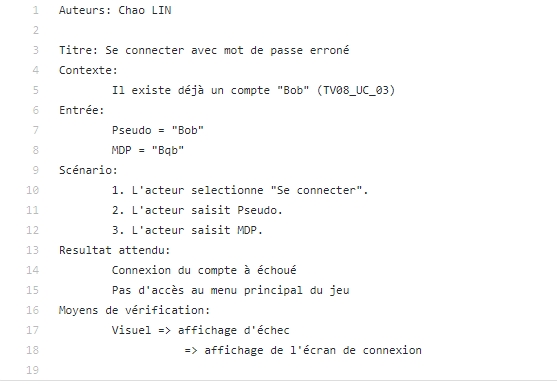 1 Auteurs: Chao LIN
2
3 Titre: Se connecter avec mot de passe erroné
4 Contexte:
5 Il existe déjà un compte "Bob" (TV08_UC_03)
6 Entrée:
7 Pseudo = "Bob"
8 MDP = "Bqb"
9 Scénario:
10 1. L'acteur selectionne "Se connecter".
11 2. L'acteur saisit Pseudo.
12 3. L'acteur saisit MDP.
13 Resultat attendu:
14 Connexion du compte à échoué
15 Pas d'accès au menu principal du jeu
16 Moyens de vérification:
17 Visuel => affichage d'échec
18 => affichage de l'écran de connexion
19